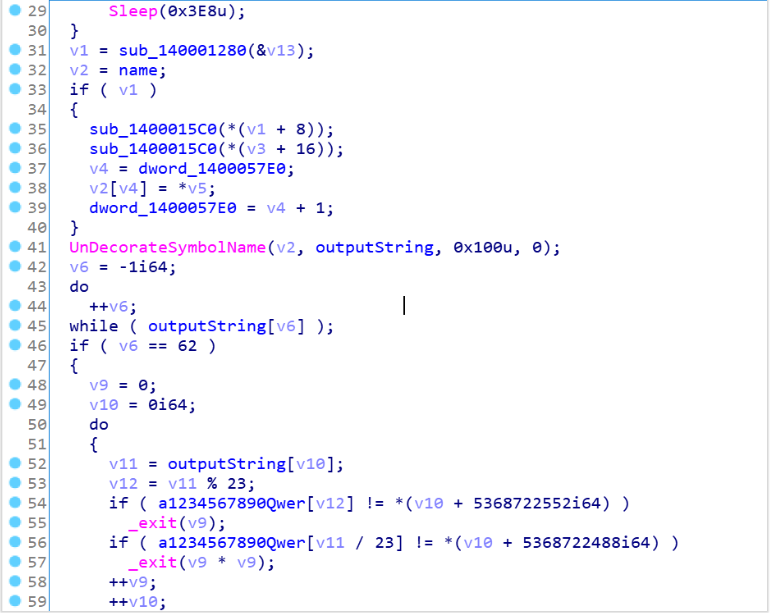 29 Sleep(0x3E8u);
30 }
31 v1 = sub_140001280(&v13);
32 v2 = name;
33 if ( v1 )
34 {
35 sub_1400015C0(*(v1 + 8));
36 sub_1400015C0(*(v3 + 16));
37 v4 = dword_1400057E0;
38 v2[v4] = *v5;
39 dword_1400057E0 = v4 + 1;
40 }
41 UnDecorateSymbolName(v2, outputString, 0x100u, 0);
42 v6 = -1i64;
43 do
44 ++v6;
45 while ( outputString[v6] );
46 if ( v6 == 62 )
47 {
48 v9 = 0;
49 v10 = 0i64;
50 do
51 {
52 v11 = outputString[v10];
53 v12 = v11 % 23;
54 if ( a1234567890Qwer[v12] != *(v10 + 5368722552i64) )
55 _exit(v9);
56 if ( a1234567890Qwer[v11 / 23] != *(v10 + 5368722488i64) )
57 _exit(v9 * v9);
58 ++v9;
59 ++v10;